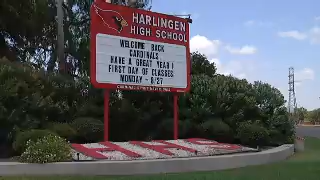 HARLINGEN
HIGH SCHOOL
WELCOME BACK
CARDINALS
HAVE A GREAT YEAR !
FIRST DAY OF CLASSES
MONDAY - 8/27